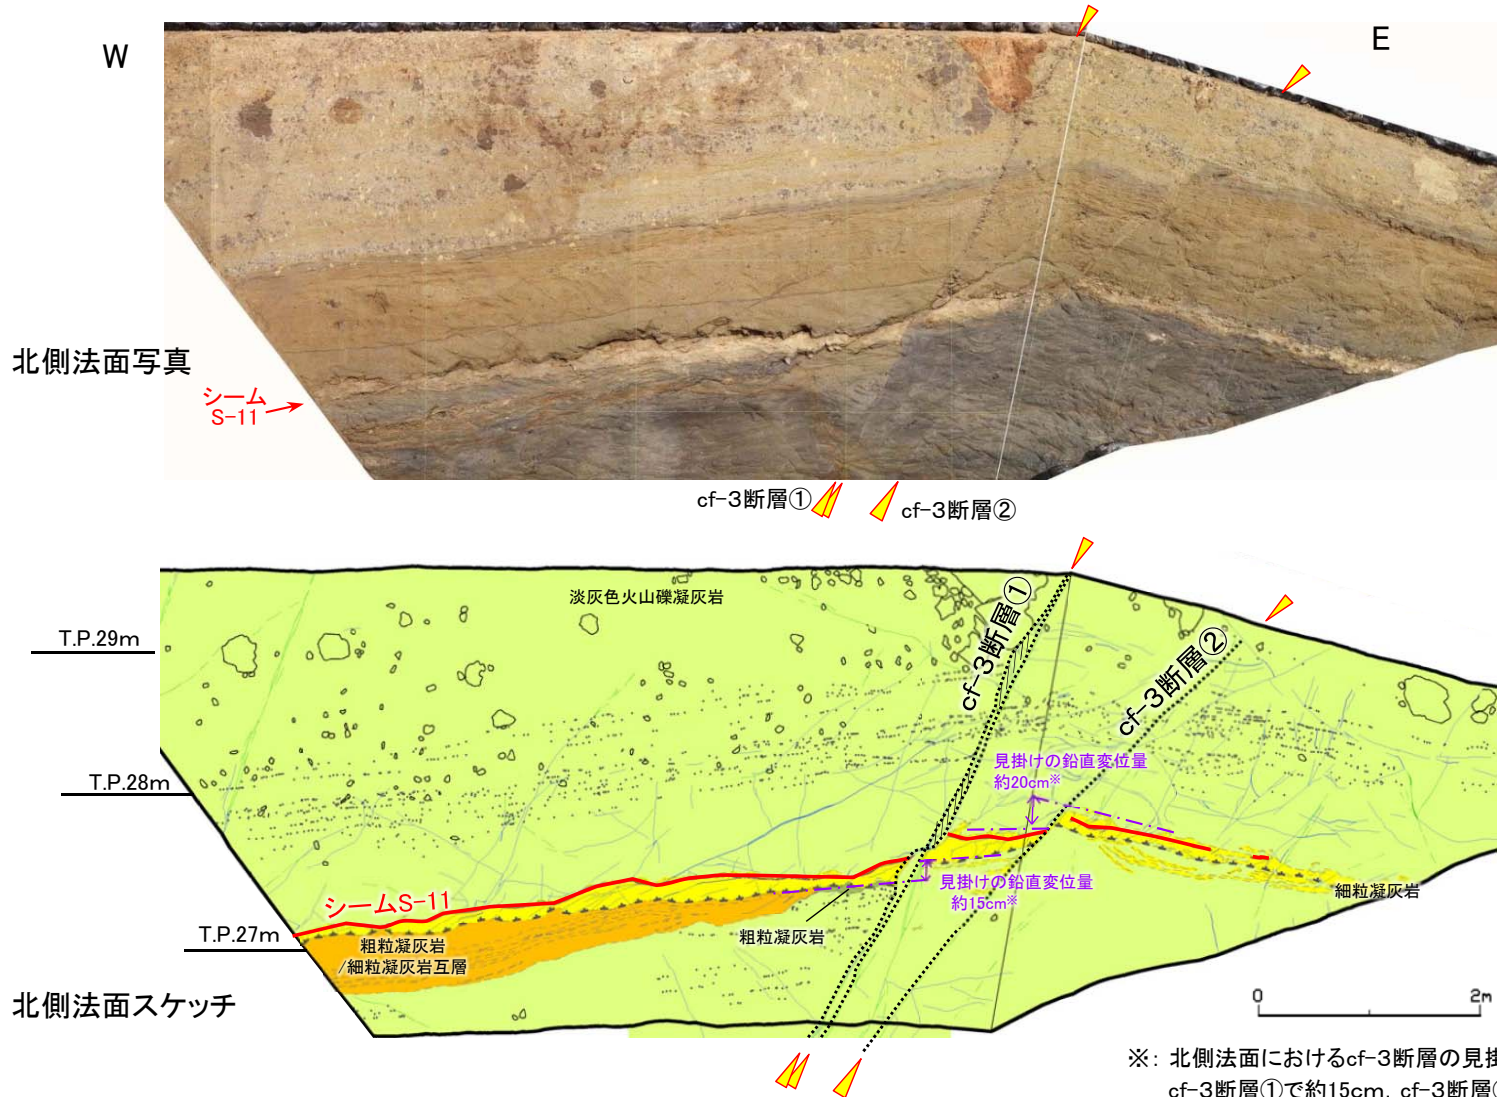 W
E
北側法面写真
シーム
S-11
cf-3断層①
cf-3断層②
淡灰色火山礫凝灰岩
T.P.29m
cf-3断層①
cf-3断層②
見掛けの鉛直変位量
約20cm※
T.P.28m
見掛けの鉛直変位量
約15cm※
シームS-11
細粒凝灰岩
T.P.27m
粗粒凝灰岩
/細粒凝灰岩互層
粗粒凝灰岩
北側法面スケッチ
0
2m
※: 北側法面におけるcf-3断層の見掛
cf-3断層①で約15cm, cf-3断層